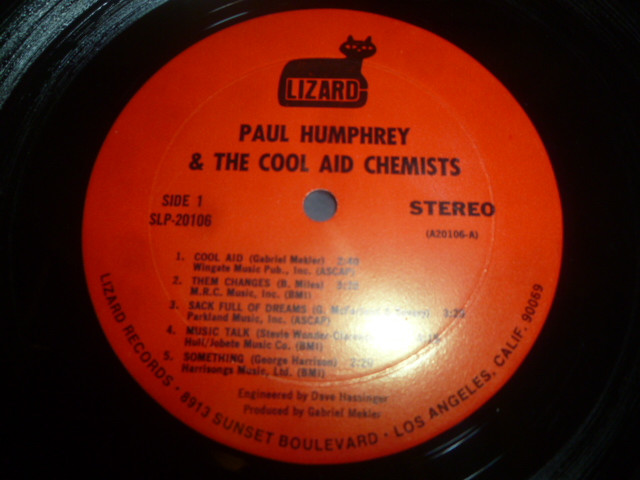 LIZARD
PAUL HUMPHREY
& THE COOL AID CHEMISTS
SIDE 1
SLP-20106
STEREO
(A20106-A)
1. COOL AID (Gabriel Mekler)
Wingate Music Pub., Inc. (ASCAP)
2. THEM CHANGES (B. Miles)
M.R.C. Music, Inc. (BMI)
3. SACK FULL OF DREAMS (G. McFarland
Parkland Music, Inc. (ASCAP)
4. MUSIC TALK (Stevie Wonder-
Hull/Jobete Music Co. (BMI)
5. SOMETHING (George Harrison) 2:20
Harrisongs Music, Ltd. (BMI)
Engineered by Dave Hassinger
Produced by Gabriel Mekler
LIZARD RECORDS • 8913 SUNSET BOULEVARD • LOS ANGELES, CALIF. 90069